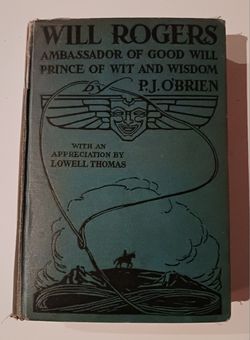 WILL ROGERS
AMBASSADOR OF GOOD WILL
PRINCE OF WIT AND WISDOM
by P.J. O'BRIEN
WITH AN
APPRECIATION BY
LOWELL THOMAS